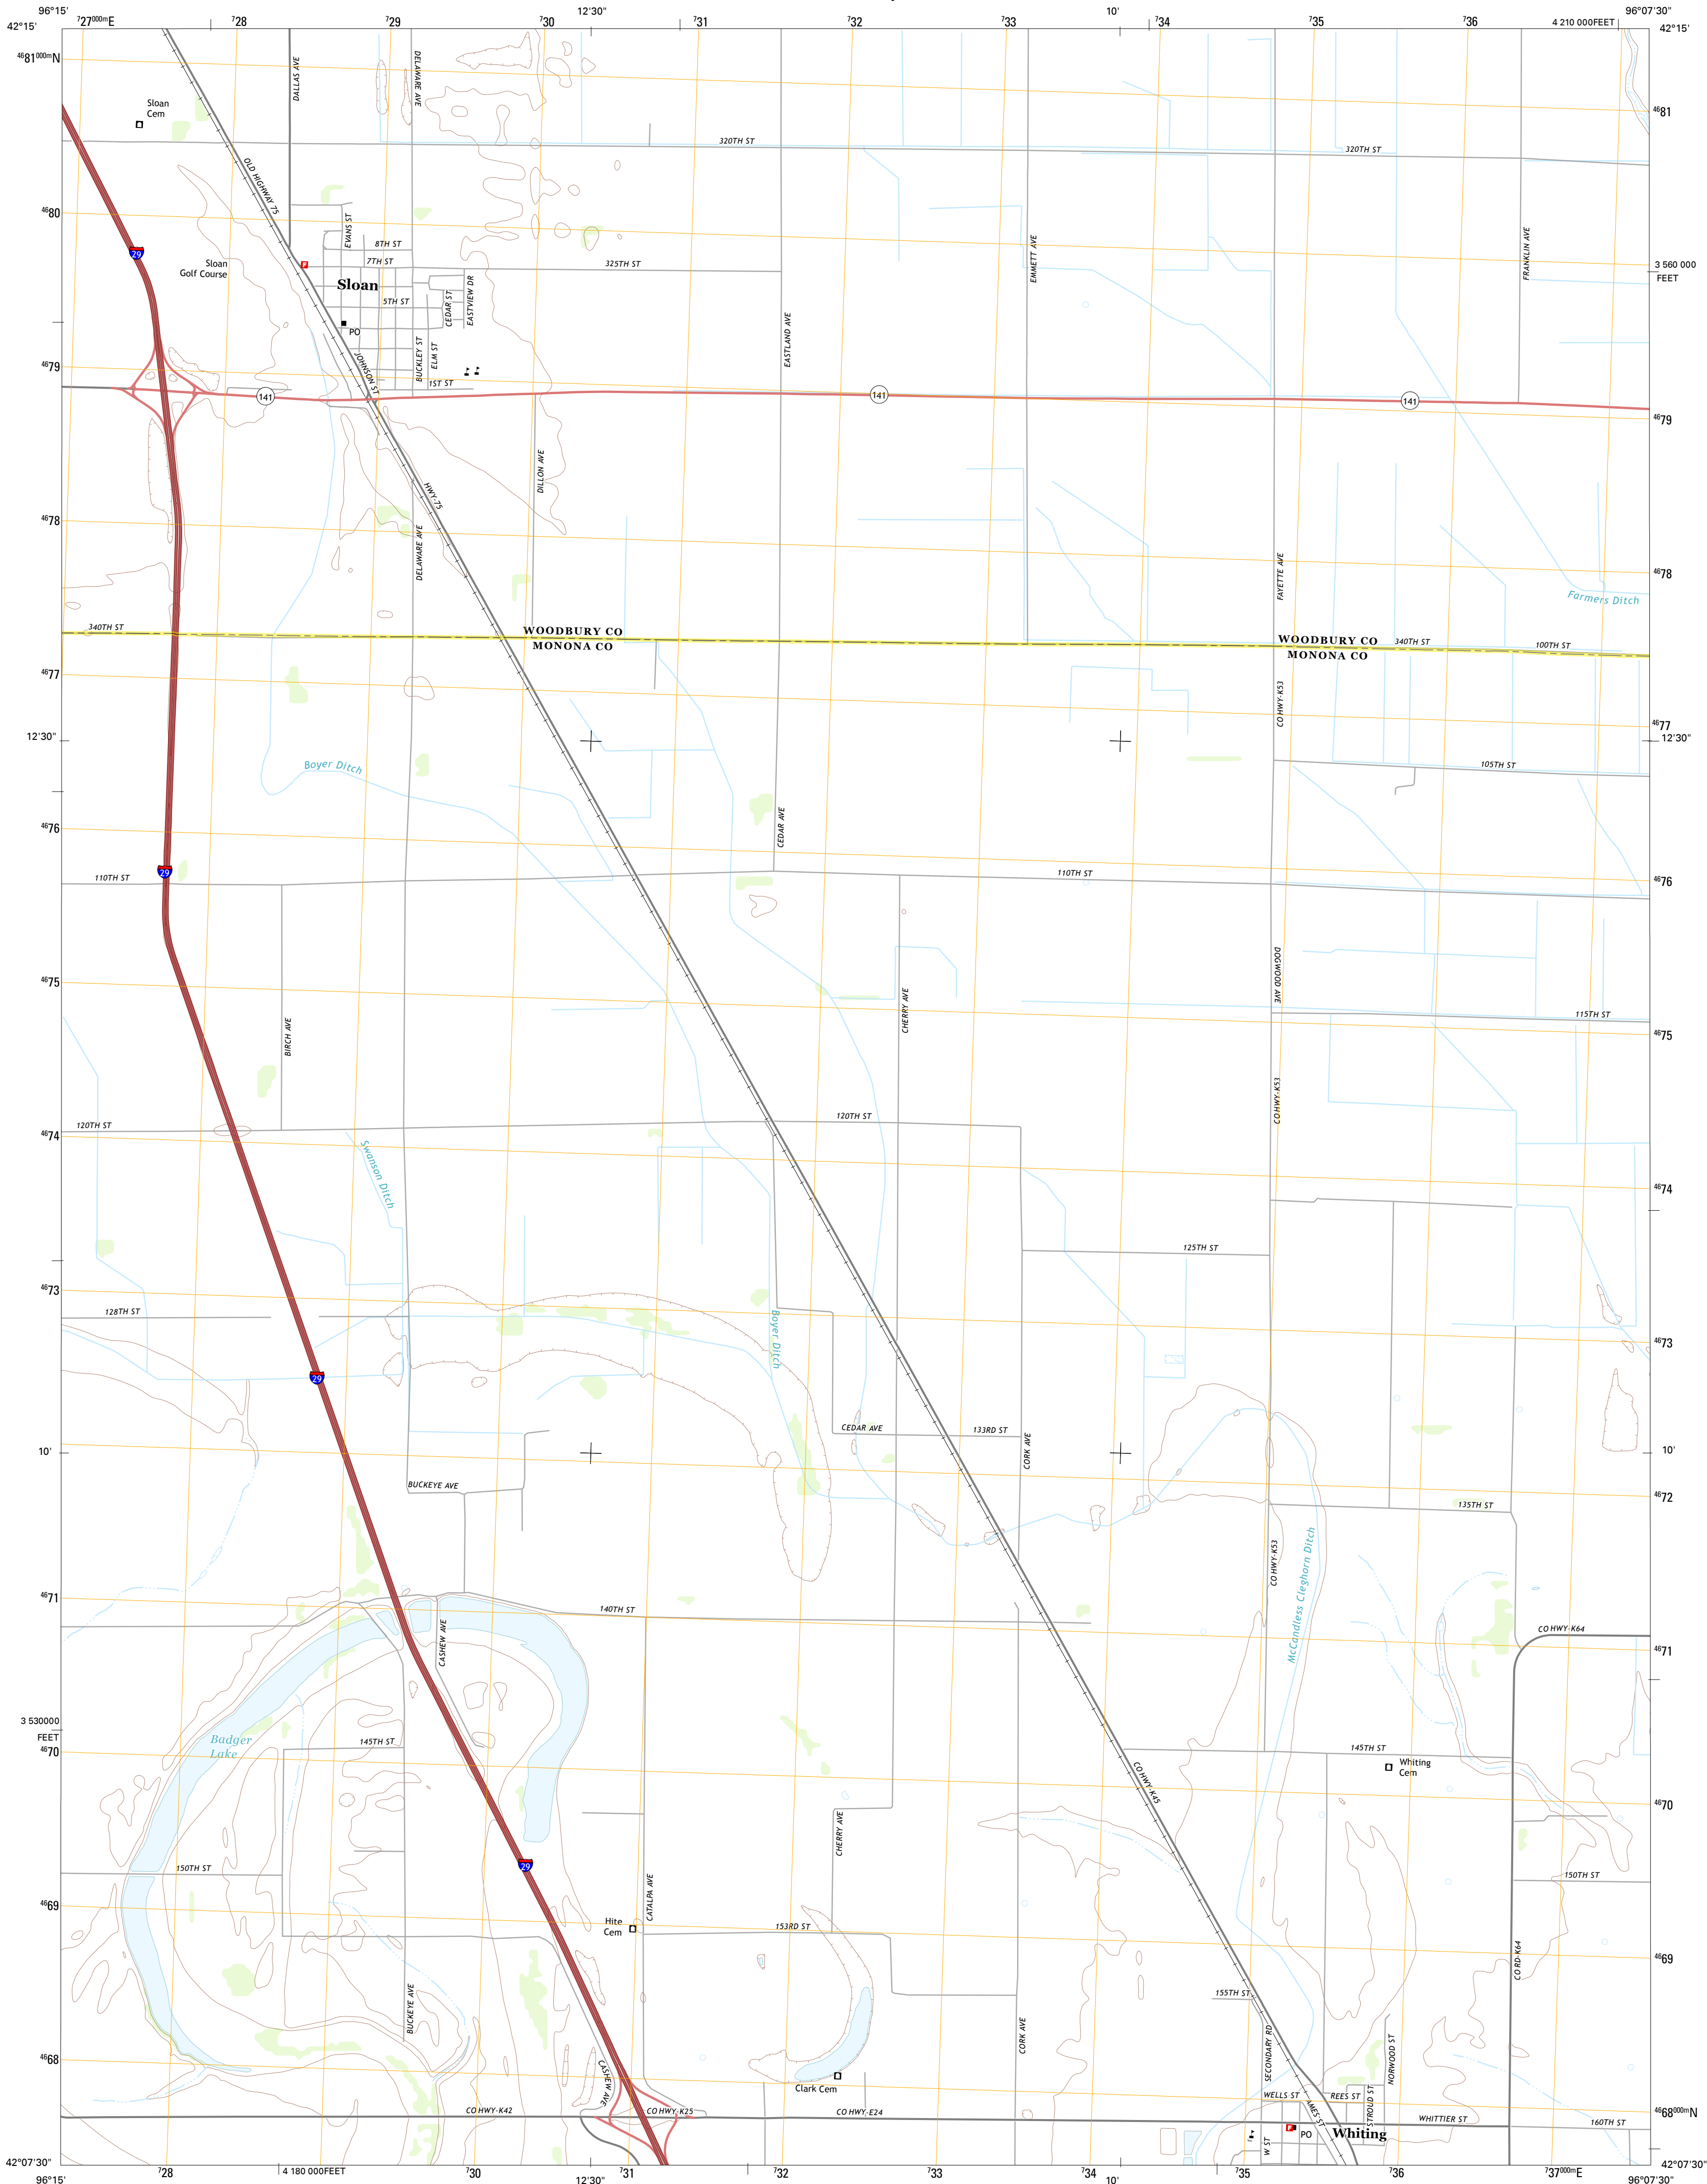 96°15'
⁷27⁰⁰⁰ᵐE
⁷28
⁷29
⁷30
12'30"
⁷31
⁷32
⁷33
10'
⁷34
⁷35
⁷36
4 210 000FEET
96°07'30"
42°15'
42°15'
⁴⁶81⁰⁰⁰ᵐN
DALLAS AVE
DELAWARE AVE
Sloan
Cem
⁴⁶81
320TH ST
320TH ST
OLD HIGHWAY 75
⁴⁶80
EVANS ST
8TH ST
7TH ST
325TH ST
EMMETT AVE
FRANKLIN AVE
29
Sloan
Golf Course
F
3 560 000
FEET
Sloan
5TH ST
CEDAR ST
EASTVIEW DR
PO
EASTLAND AVE
⁴⁶79
JOHNSON ST
BUCKLEY ST
ELM ST
1ST ST
141
141
141
⁴⁶79
DILLON AVE
HWY-75
⁴⁶78
DELAWARE AVE
FAYETTE AVE
⁴⁶78
Farmers Ditch
340TH ST
WOODBURY CO
MONONA CO
WOODBURY CO
MONONA CO
340TH ST
100TH ST
⁴⁶77
CO HWY-K53
⁴⁶77
12'30"
12'30"
Boyer Ditch
105TH ST
⁴⁶76
CEDAR AVE
29
110TH ST
110TH ST
⁴⁶76
⁴⁶75
DOGWOOD AVE
BIRCH AVE
CHERRY AVE
115TH ST
⁴⁶75
CO HWY-K53
120TH ST
120TH ST
⁴⁶74
Swanson Ditch
⁴⁶74
125TH ST
⁴⁶73
128TH ST
Boyer Ditch
⁴⁶73
29
CEDAR AVE
133RD ST
CORK AVE
10'
10'
BUCKEYE AVE
⁴⁶72
135TH ST
CO HWY-K53
McCandless Cleghorn Ditch
⁴⁶71
140TH ST
CASHEW AVE
CO HWY-K64
⁴⁶71
3 530000
FEET
Badger
Lake
145TH ST
⁴⁶70
145TH ST
Whiting
Cem
CO HWY-K45
⁴⁶70
CHERRY AVE
150TH ST
29
150TH ST
⁴⁶69
CATALPA AVE
Hite
Cem
153RD ST
CO RD-K64
⁴⁶69
155TH ST
BUCKEYE AVE
CORK AVE
SECONDARY RD
NORWOOD ST
⁴⁶68
CASHEW AVE
Clark Cem
WELLS ST
REES ST
STROUD ST
CO HWY-K42
CO HWY-K25
CO HWY-E24
AMES ST
WHITTIER ST
160TH ST
⁴⁶68⁰⁰⁰ᵐN
F
PO
Whiting
W ST
42°07'30"
42°07'30"
96°15'
⁷28
4 180 000FEET
⁷30
12'30"
⁷31
⁷32
⁷33
⁷34
10'
⁷35
⁷36
⁷37⁰⁰⁰ᵐE
96°07'30"